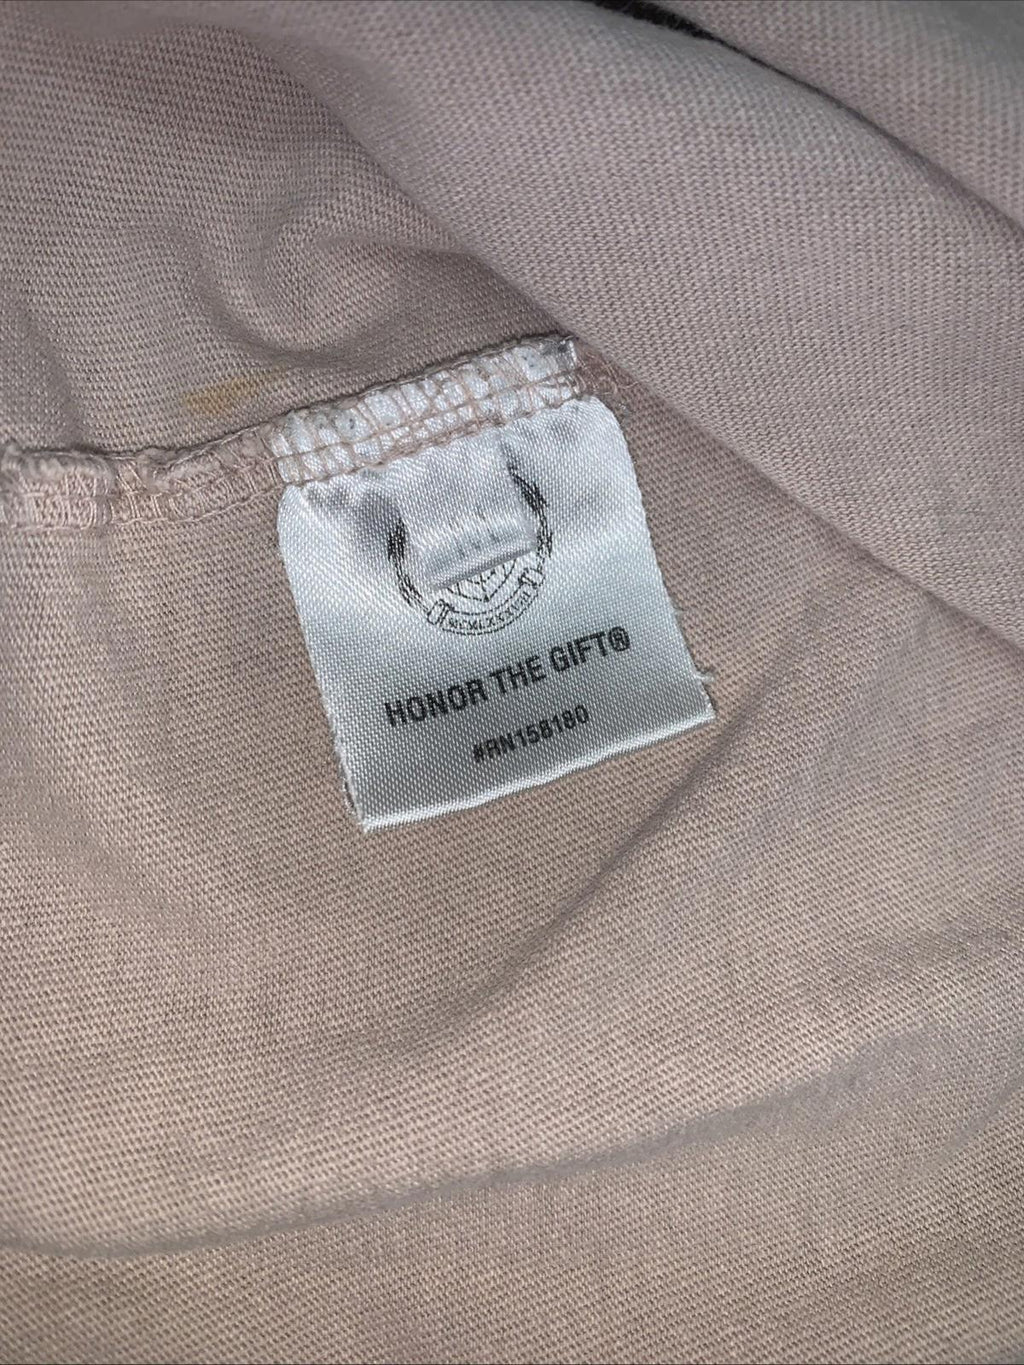 HONOR THE GIFT®
#RN158180